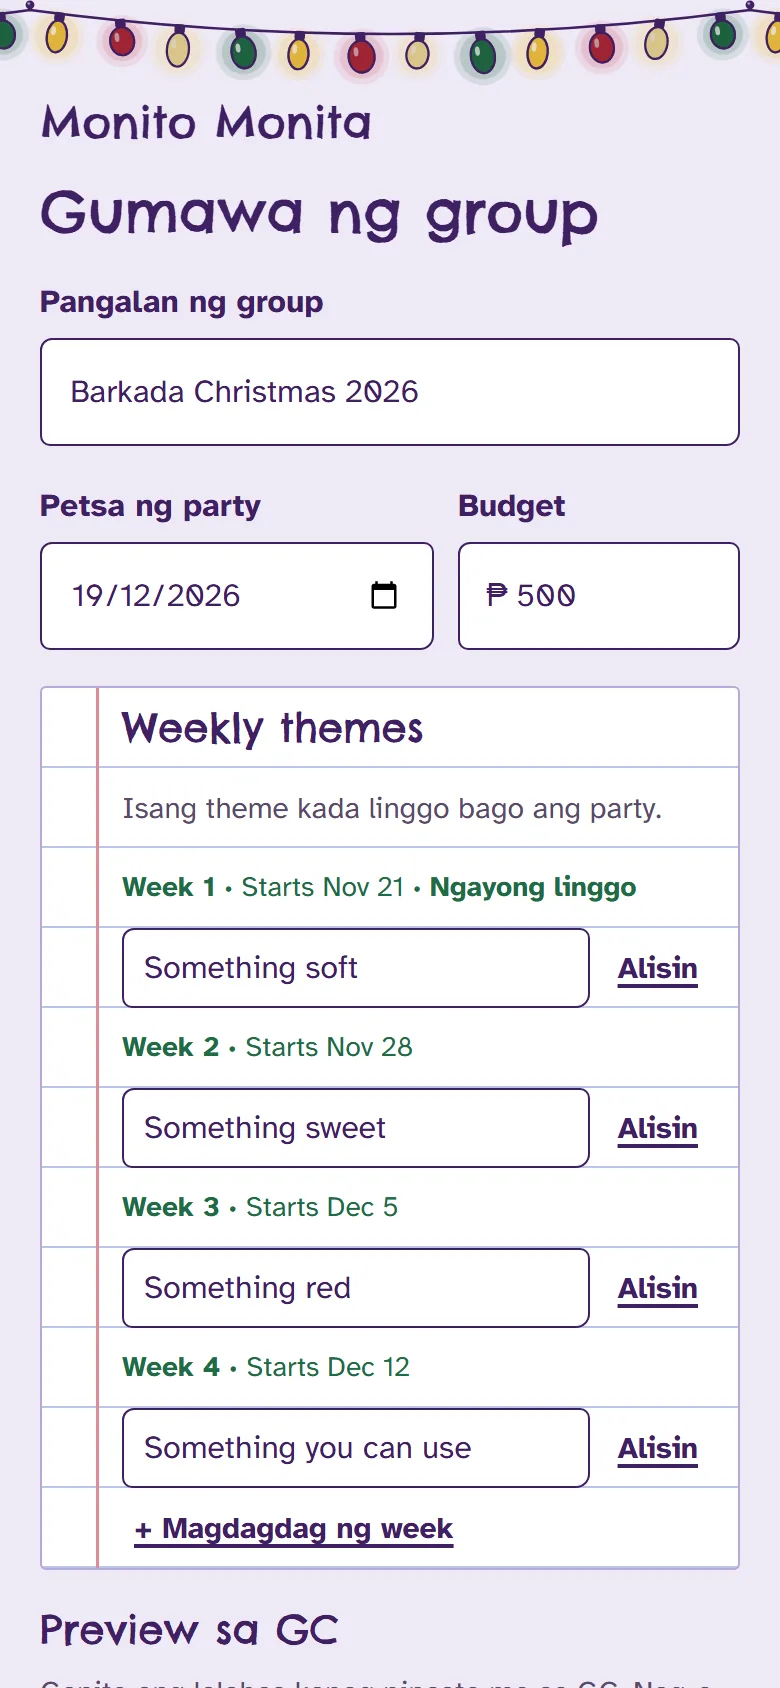 Monito Monita
Gumawa ng group
Pangalan ng group
Barkada Christmas 2026
Petsa ng party
Budget
19/12/2026
₱ 500
Weekly themes
Isang theme kada linggo bago ang party.
Week 1 • Starts Nov 21 • Ngayong linggo
Something soft
Alisin
Week 2 • Starts Nov 28
Something sweet
Alisin
Week 3 • Starts Dec 5
Something red
Alisin
Week 4 • Starts Dec 12
Something you can use
Alisin
+ Magdagdag ng week
Preview sa GC